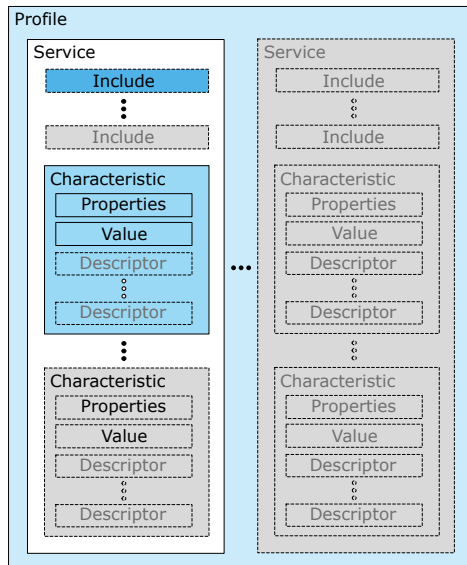 Profile
Service
Include
Include
Characteristic
Properties
Value
Descriptor
Descriptor
Characteristic
Properties
Value
Descriptor
Descriptor
Service
Include
Include
Characteristic
Properties
Value
Descriptor
Descriptor
Characteristic
Properties
Value
Descriptor
Descriptor